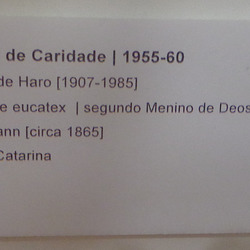 de Caridade | 1955-60
de Haro [1907-1985]
e eucatex | segundo Menino de Deos
ann [circa 1865]
Catarina